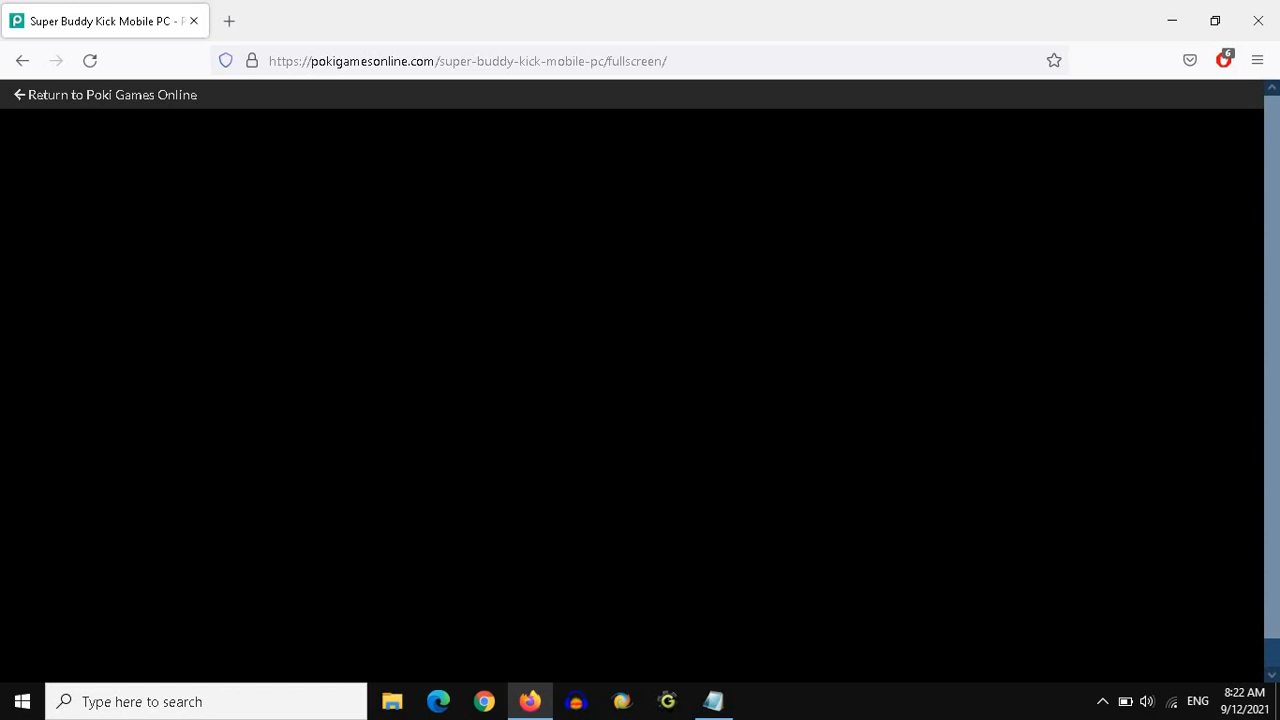 Super Buddy Kick Mobile PC -
https://pokigamesonline.com/super-buddy-kick-mobile-pc/fullscreen/
6
Return to Poki Games Online
Type here to search
ENG
8:22 AM
9/12/2021